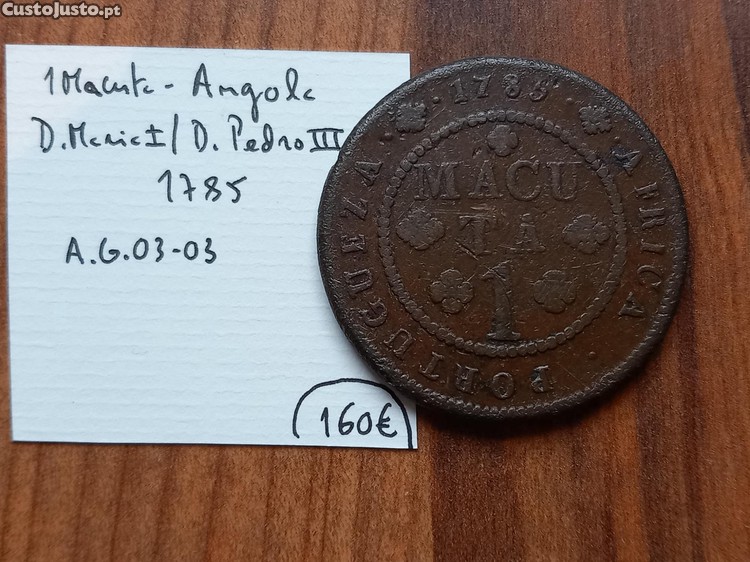 CustoJusto.pt
1 Macuta - Angola
D. Maria I / D. Pedro III
1785
A.G.03-03
160€
· 1785 · AFRICA · PORTUGUEZA ·
MACU
TA
1